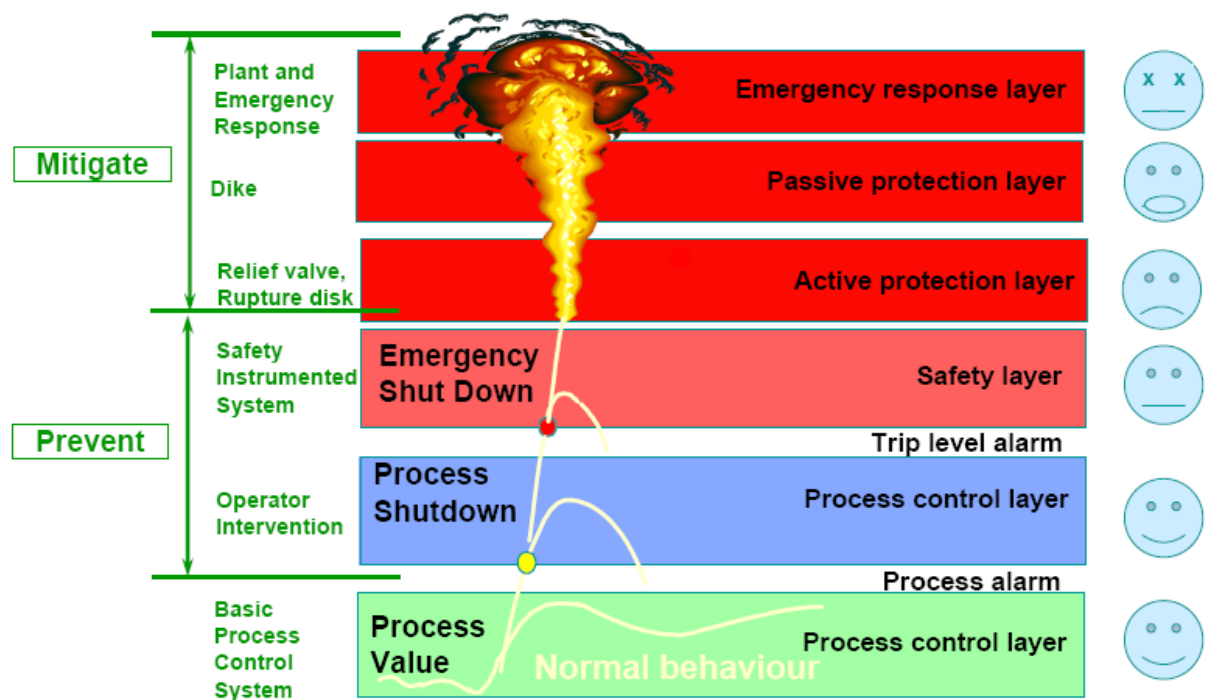 Plant and
Emergency
Response
Emergency response layer
x x
Mitigate
Dike
Passive protection layer
Relief valve,
Rupture disk
Active protection layer
Safety
Instrumented
System
Emergency
Shut Down
Safety layer
Prevent
Trip level alarm
Operator
Intervention
Process
Shutdown
Process control layer
Process alarm
Basic
Process
Control
System
Process
Value
Normal behaviour
Process control layer